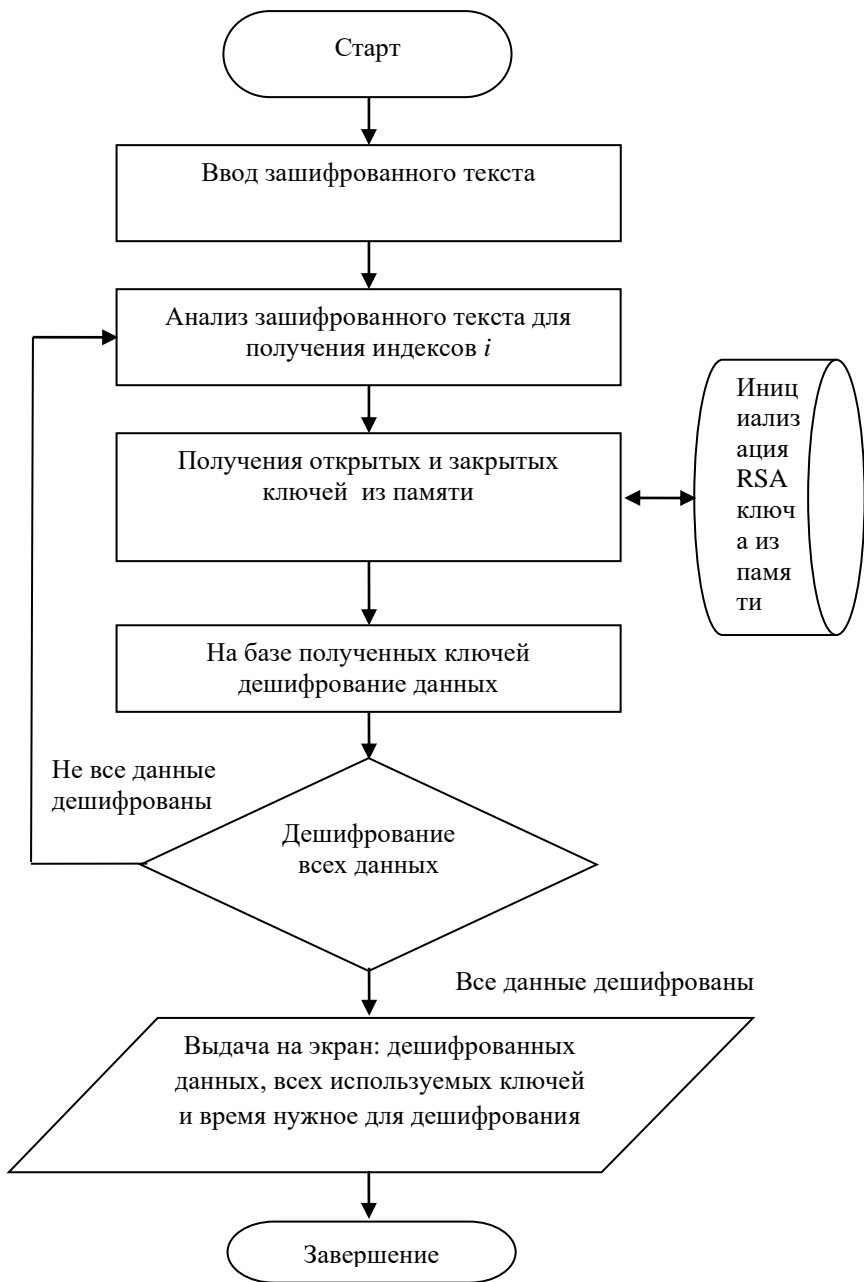 Старт
Ввод зашифрованного текста
Анализ зашифрованного текста для
получения индексов i
Получения открытых и закрытых
ключей из памяти
Иниц
иализ
ация
RSA
ключ
а из
памя
ти
На базе полученных ключей
дешифрование данных
Не все данные
дешифрованы
Дешифрование
всех данных
Все данные дешифрованы
Выдача на экран: дешифрованных
данных, всех используемых ключей
и время нужное для дешифрования
Завершение